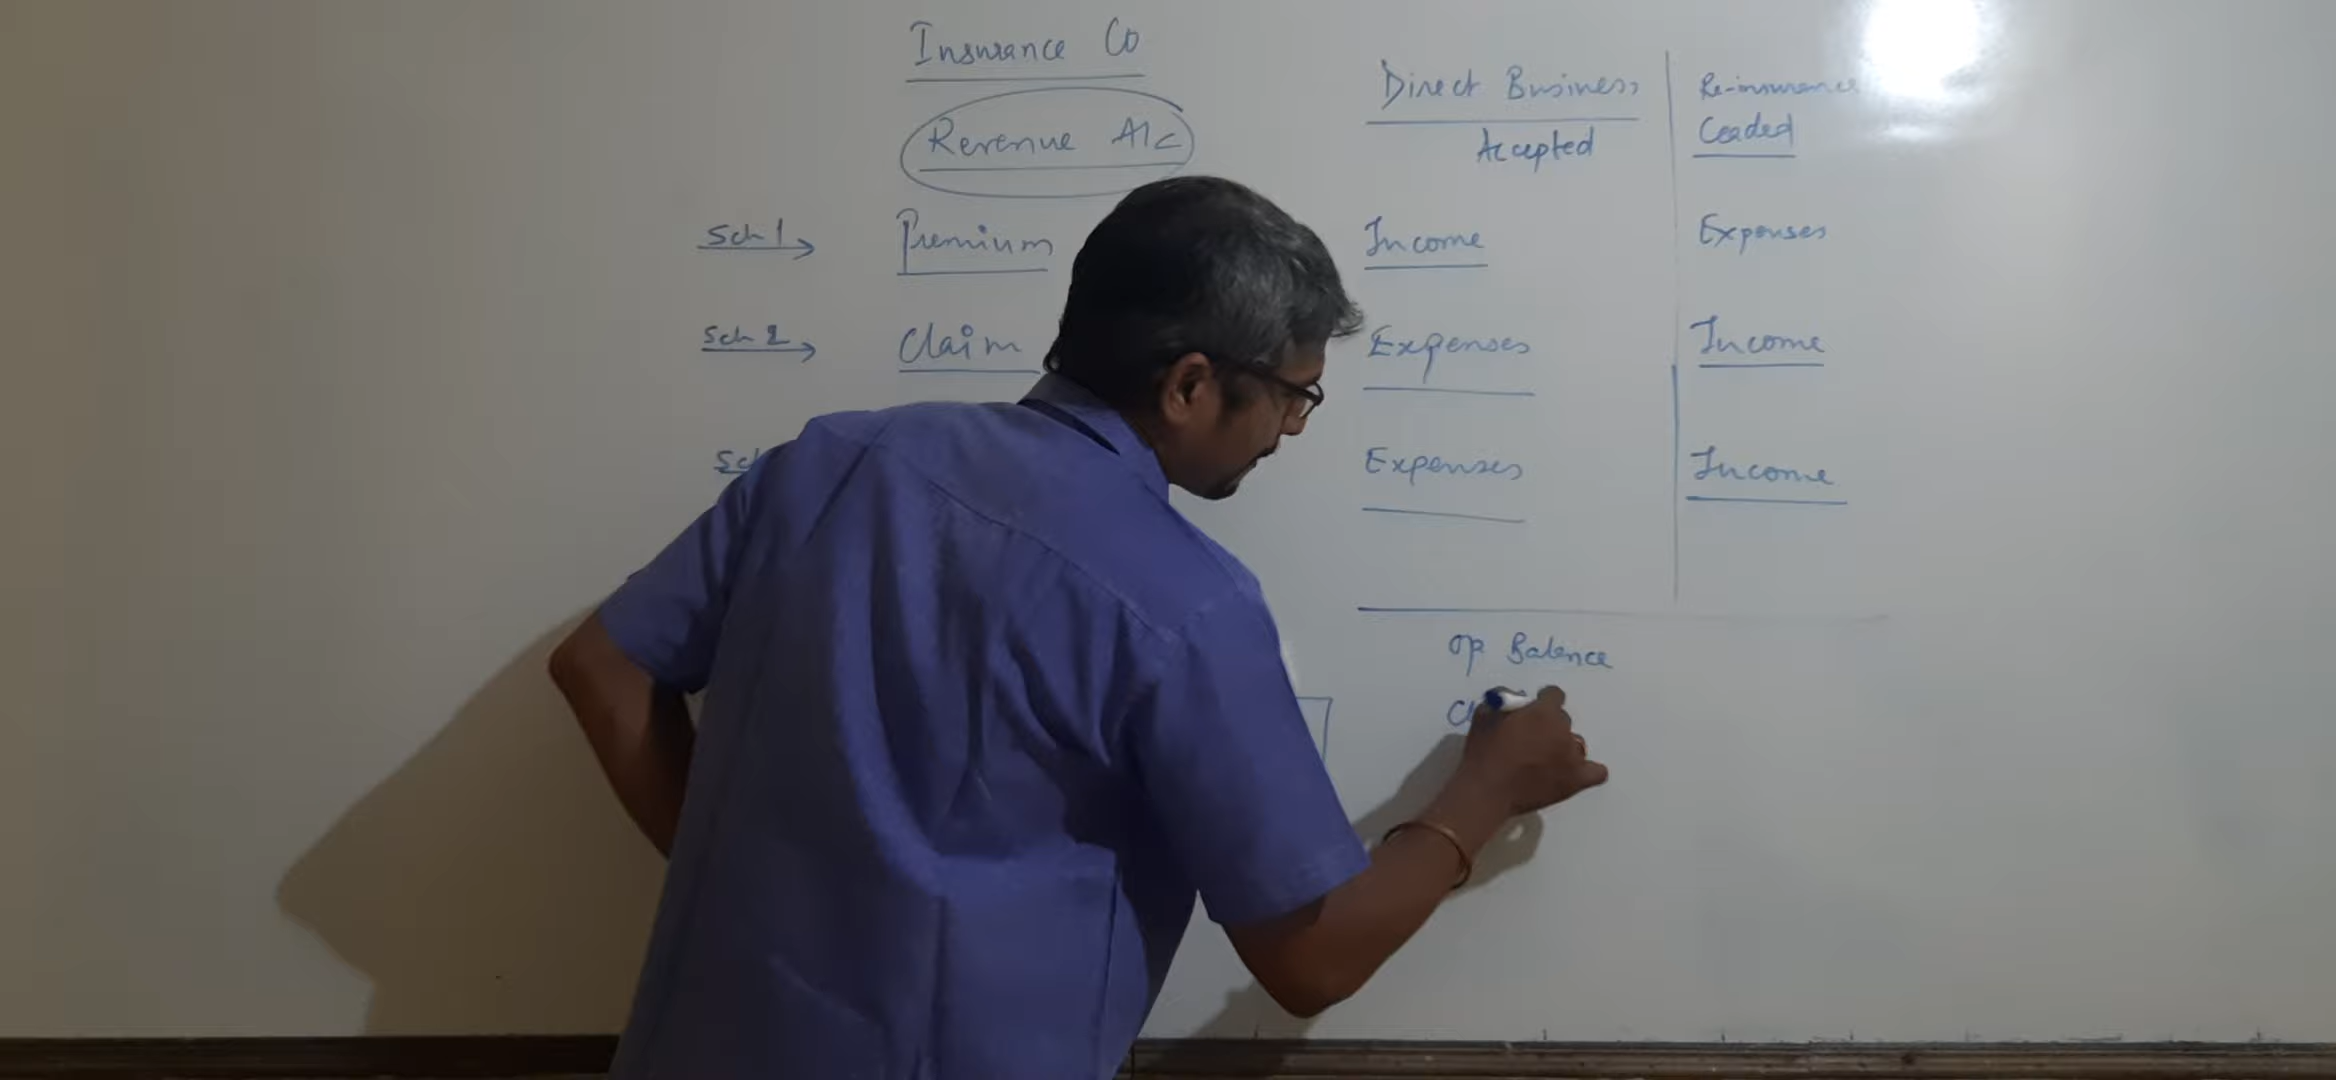 Insurance Co
Revenue A/c
Direct Business
Accepted
Re-insurance
Ceaded
Sch 1 Premium Income Expenses
Sch 2 Claim Expenses Income
Expenses Income
op Balence